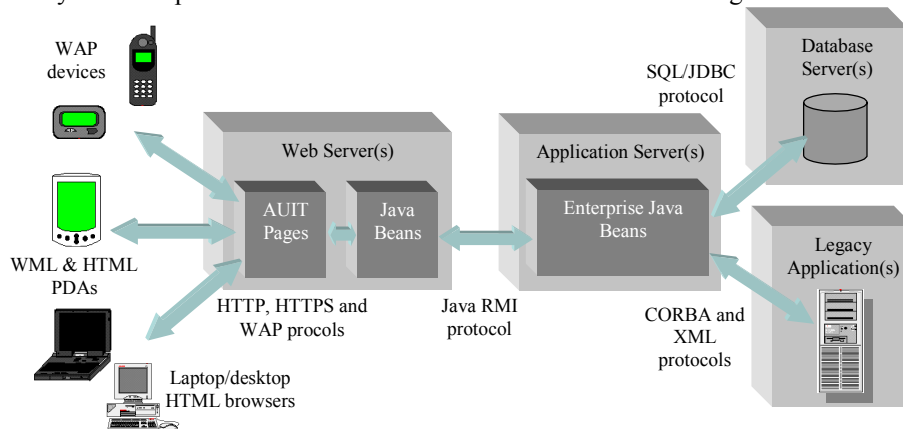 WAP
devices
WML & HTML
PDAs
Laptop/desktop
HTML browsers
Web Server(s)
AUIT
Pages
Java
Beans
HTTP, HTTPS and
WAP procols
Java RMI
protocol
Application Server(s)
Enterprise Java
Beans
SQL/JDBC
protocol
Database
Server(s)
CORBA and
XML
protocols
Legacy
Application(s)